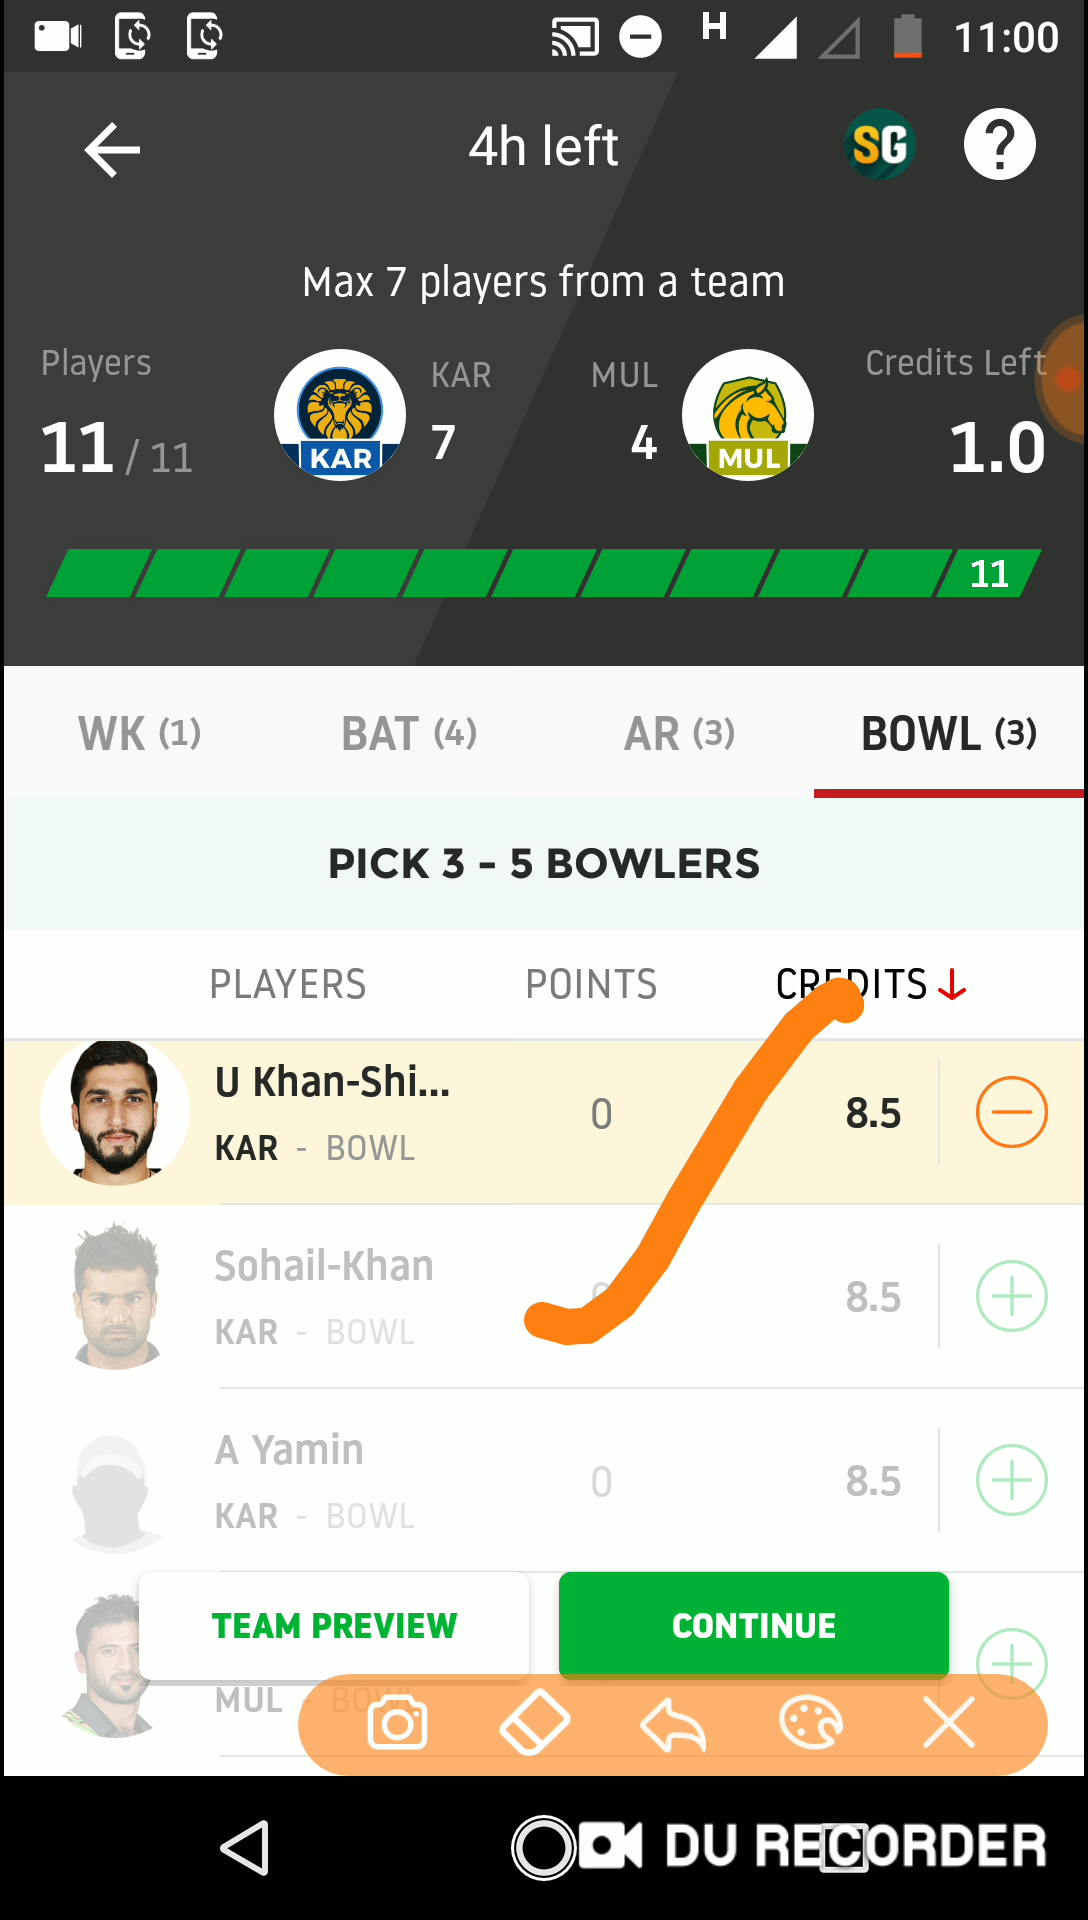 H 11:00
4h left SG ?
Max 7 players from a team
Players KAR MUL Credits Left
11 / 11 7 4 1.0
KAR MUL
11
WK (1) BAT (4) AR (3) BOWL (3)
PICK 3 - 5 BOWLERS
PLAYERS POINTS CREDITS
U Khan-Shi... 0 8.5
KAR - BOWL
Sohail-Khan 0 8.5
KAR - BOWL
A Yamin 0 8.5
KAR - BOWL
TEAM PREVIEW CONTINUE
MUL - BOWL
DU RECORDER